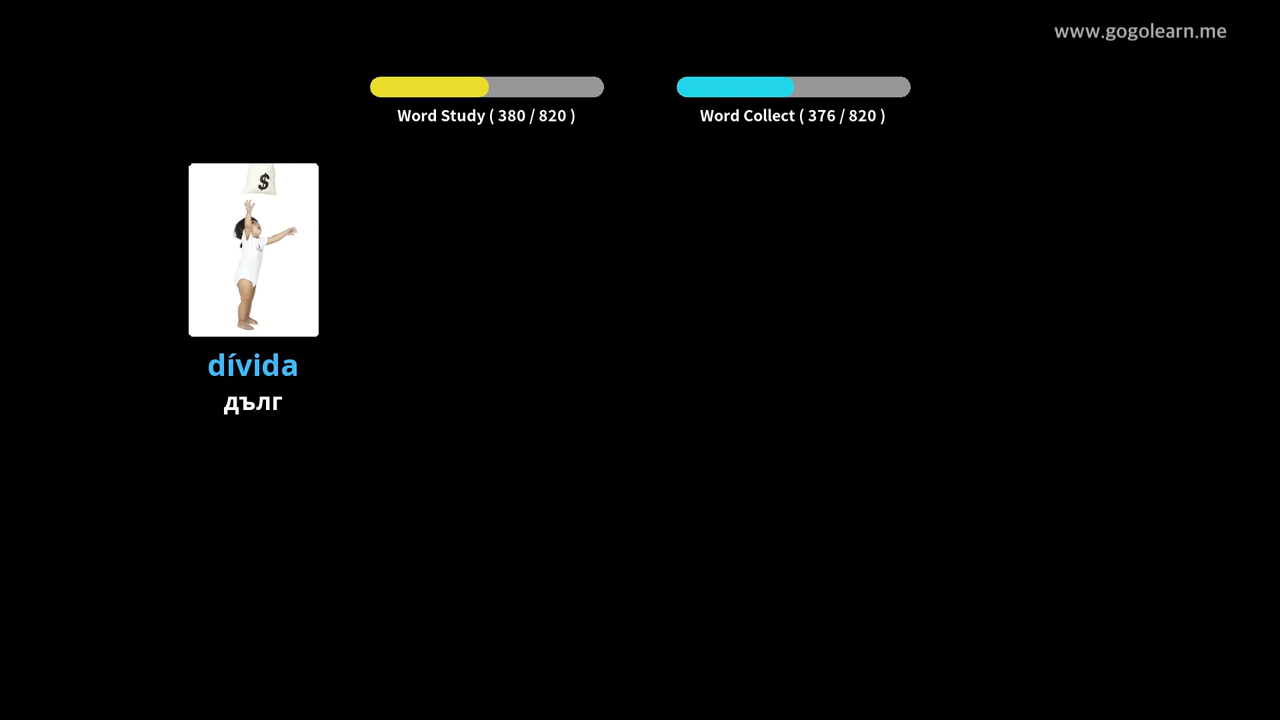 www.gogolearn.me
Word Study ( 380 / 820 )
Word Collect ( 376 / 820 )
$
dívida
дълг